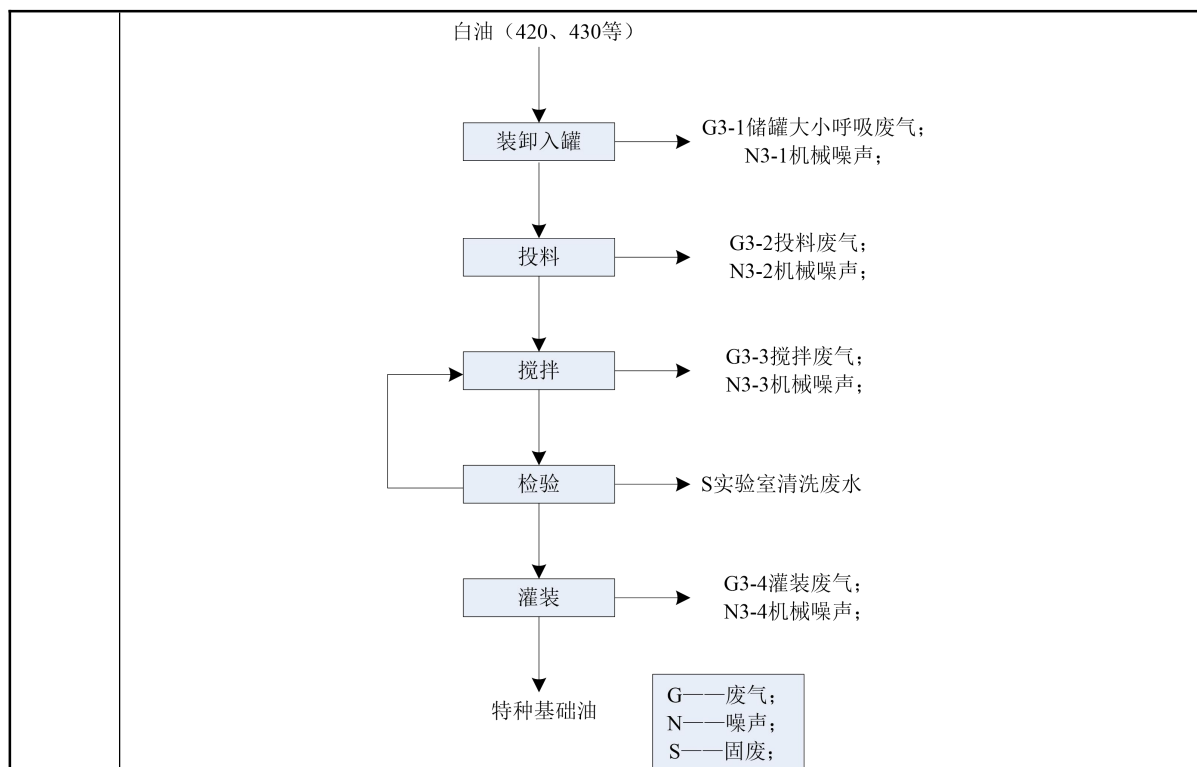 白油（420、430等）
装卸入罐
G3-1储罐大小呼吸废气；
N3-1机械噪声；
投料
G3-2投料废气；
N3-2机械噪声；
搅拌
G3-3搅拌废气；
N3-3机械噪声；
检验
S实验室清洗废水
灌装
G3-4灌装废气；
N3-4机械噪声；
特种基础油
G——废气；
N——噪声；
S——固废；